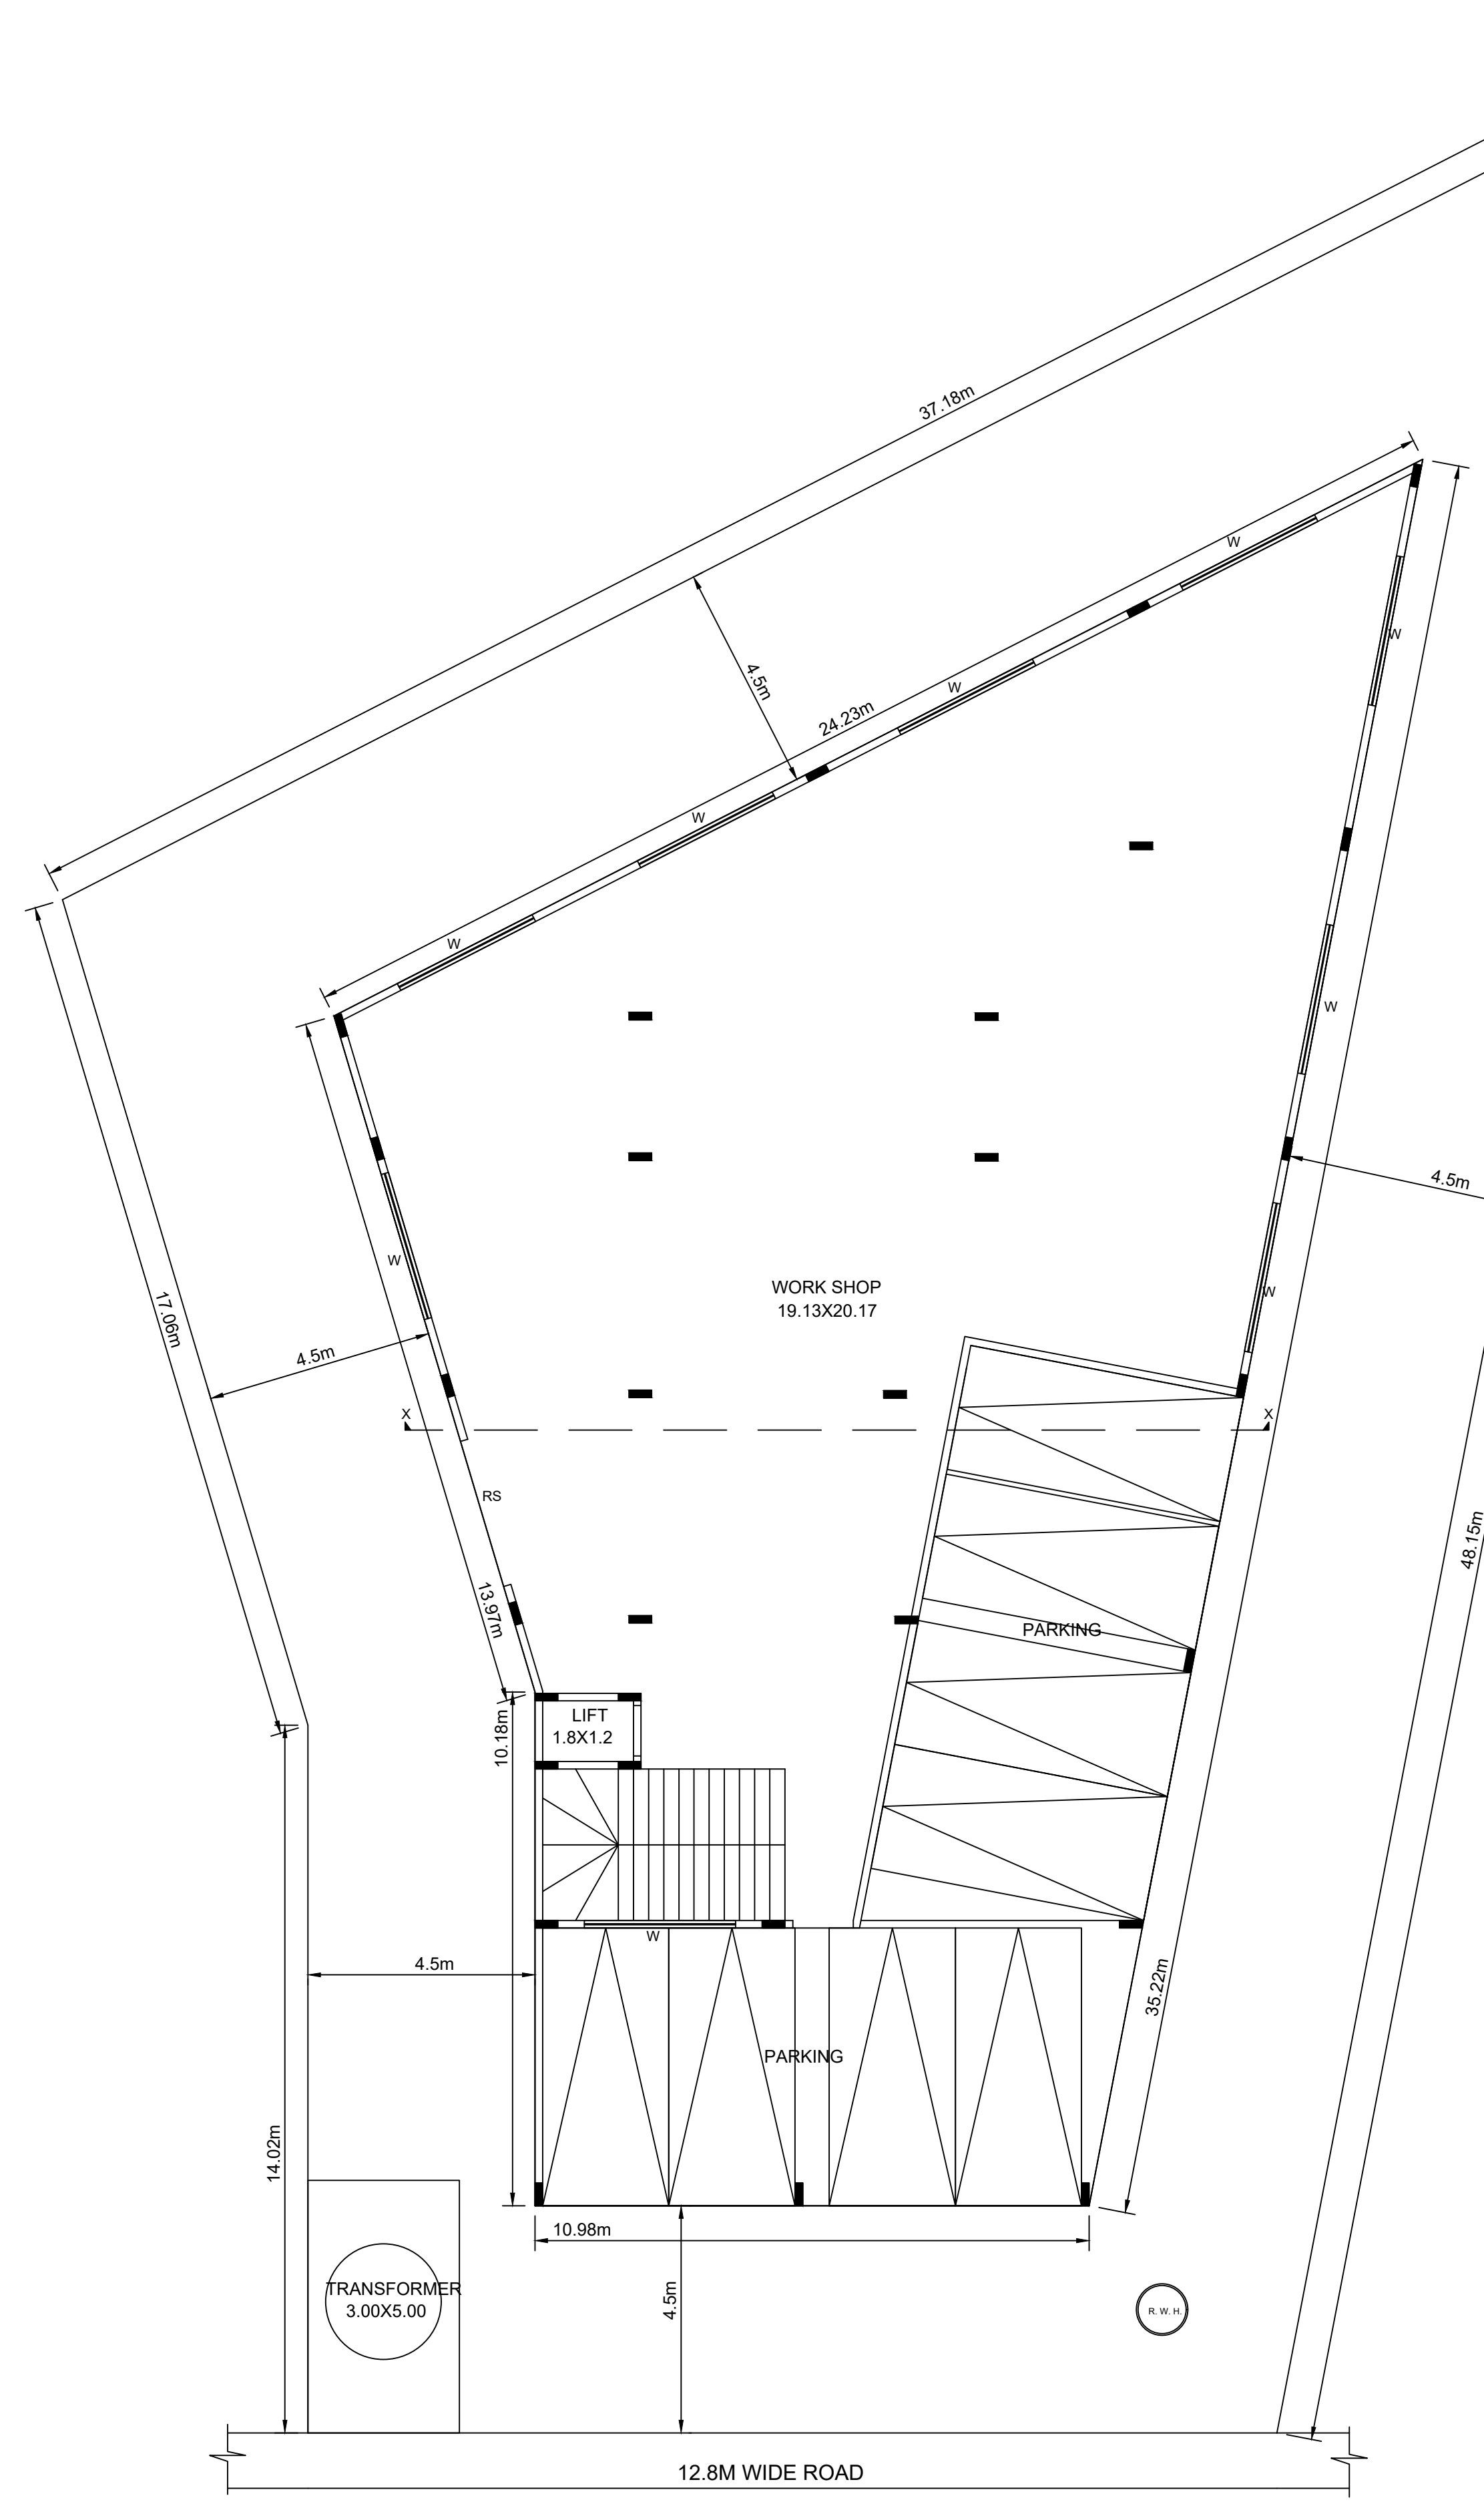 37.18m
W
W
4.5m
W
24.23m
W
W
W
4.5m
W
WORK SHOP
19.13X20.17
W
17.06m
4.5m
X
X
RS
48.15m
13.97m
PARKING
10.18m
LIFT
1.8X1.2
W
4.5m
35.22m
PARKING
14.02m
10.98m
4.5m
TRANSFORMER
3.00X5.00
R. W. H.
12.8M WIDE ROAD